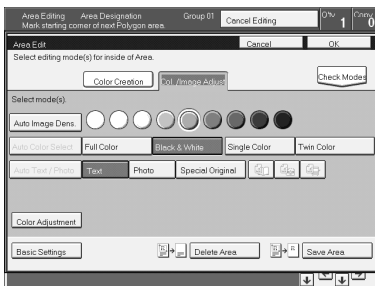 Area Editing Area Designation Group 01 Cancel Editing Q'ty 1 Copy 0
Mark starting corner of next Polygon area.
Area Edit Cancel OK
Select editing mode(s) for inside of Area.
Color Creation Col. /Image Adjust Check Modes
Select mode(s).
Auto Image Dens.
Auto Color Select Full Color Black & White Single Color Twin Color
Auto Text / Photo Text Photo Special Original
Color Adjustment
Basic Settings Delete Area Save Area